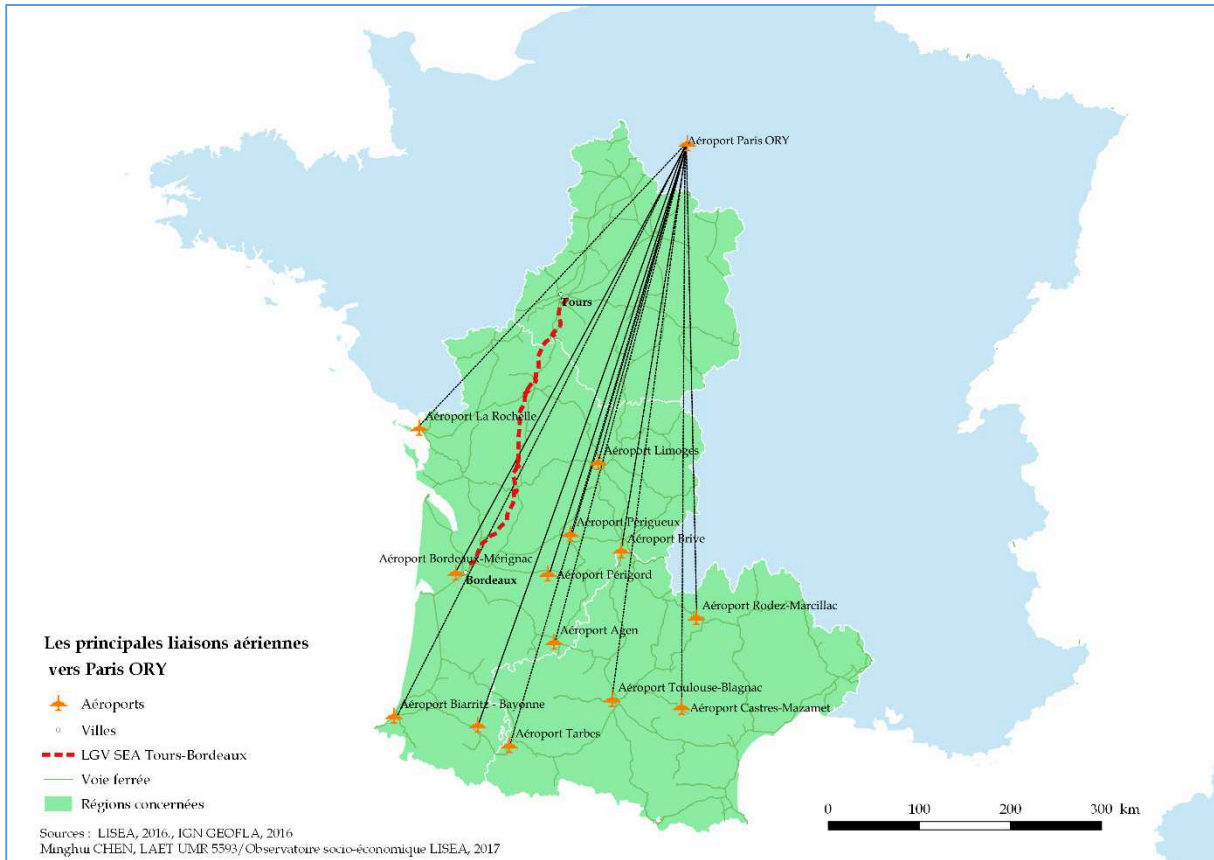 Aéroport Paris ORY
Tours
Aéroport La Rochelle
Aéroport Limoges
Aéroport Périgueux
Aéroport Brive
Aéroport Bordeaux-Mérignac
Bordeaux
Aéroport Périgord
Aéroport Rodez-Marcillac
Aéroport Agen
Aéroport Toulouse-Blagnac
Aéroport Biarritz - Bayonne
Aéroport Castres-Mazamet
Aéroport Tarbes
Les principales liaisons aériennes
vers Paris ORY
Aéroports
Villes
LGV SEA Tours-Bordeaux
Voie ferrée
Régions concernées
0 100 200 300 km
Sources : LISEA, 2016., IGN GEOFLA, 2016
Minghui CHEN, LAET UMR 5593/Observatoire socio-économique LISEA, 2017